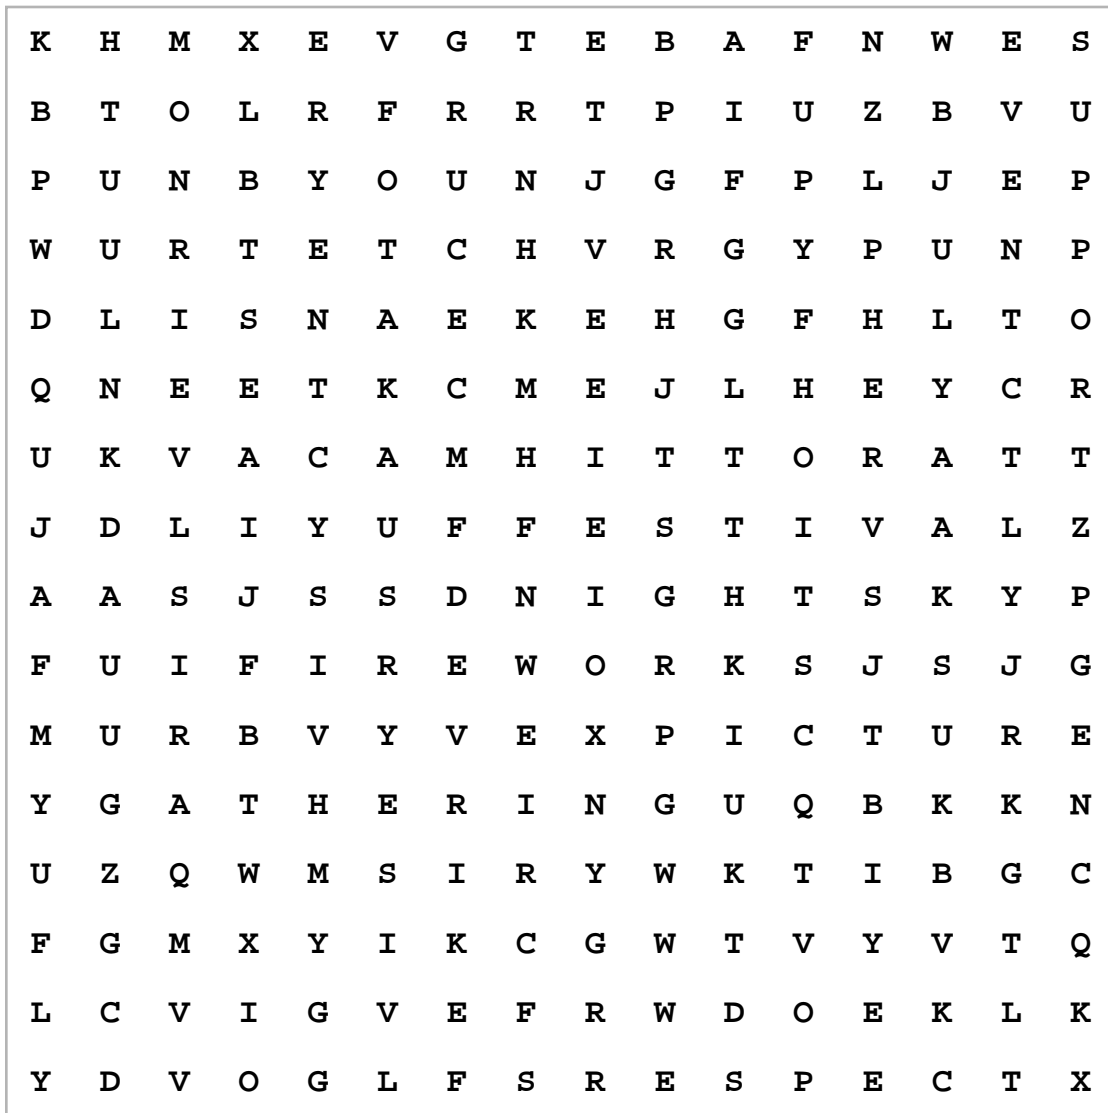 K H M X E V G T E B A F N W E S
B T O L R F R R T P I U Z B V U
P U N B Y O U N J G F P L J E P
W U R T E T C H V R G Y P U N P
D L I S N A E K E H G F H L T O
Q N E E T K C M E J L H E Y C R
U K V A C A M H I T T O R A T T
J D L I Y U F F E S T I V A L Z
A A S J S S D N I G H T S K Y P
F U I F I R E W O R K S J S J G
M U R B V Y V E X P I C T U R E
Y G A T H E R I N G U Q B K K N
U Z Q W M S I R Y W K T I B G C
F G M X Y I K C G W T V Y V T Q
L C V I G V E F R W D O E K L K
Y D V O G L F S R E S P E C T X